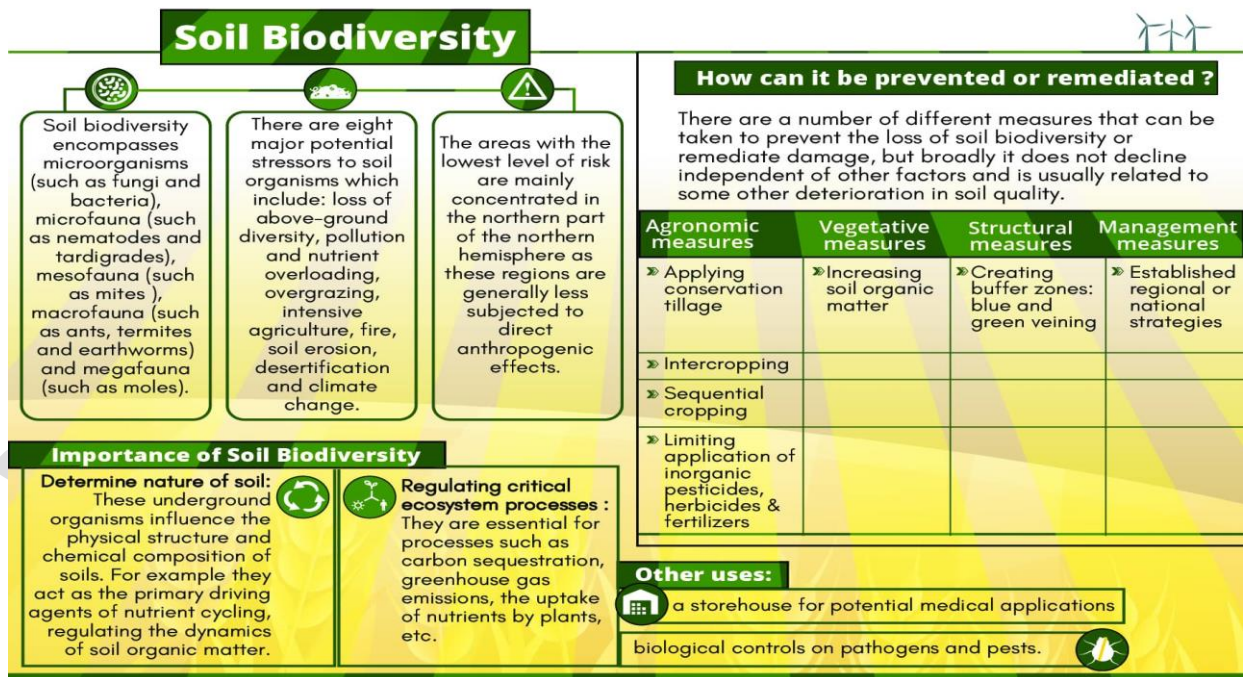 Soil Biodiversity
Soil biodiversity
encompasses
microorganisms
(such as fungi and
bacteria),
microfauna (such
as nematodes and
tardigrades),
mesofauna (such
as mites ),
macrofauna (such
as ants, termites
and earthworms)
and megafauna
(such as moles).
There are eight
major potential
stressors to soil
organisms which
include: loss of
above-ground
diversity, pollution
and nutrient
overloading,
overgrazing,
intensive
agriculture, fire,
soil erosion,
desertification
and climate
change.
The areas with the
lowest level of risk
are mainly
concentrated in
the northern part
of the northern
hemisphere as
these regions are
generally less
subjected to
direct
anthropogenic
effects.
Importance of Soil Biodiversity
Determine nature of soil:
These underground
organisms influence the
physical structure and
chemical composition of
soils. For example they
act as the primary driving
agents of nutrient cycling,
regulating the dynamics
of soil organic matter.
Regulating critical
ecosystem processes :
They are essential for
processes such as
carbon sequestration,
greenhouse gas
emissions, the uptake
of nutrients by plants,
etc.
How can it be prevented or remediated ?
There are a number of different measures that can be
taken to prevent the loss of soil biodiversity or
remediate damage, but broadly it does not decline
independent of other factors and is usually related to
some other deterioration in soil quality.
Agronomic
measures
Vegetative
measures
Structural
measures
Management
measures
Applying
conservation
tillage
Increasing
soil organic
matter
Creating
buffer zones:
blue and
green veining
Established
regional or
national
strategies
Intercropping
Sequential
cropping
Limiting
application of
inorganic
pesticides,
herbicides &
fertilizers
Other uses:
a storehouse for potential medical applications
biological controls on pathogens and pests.